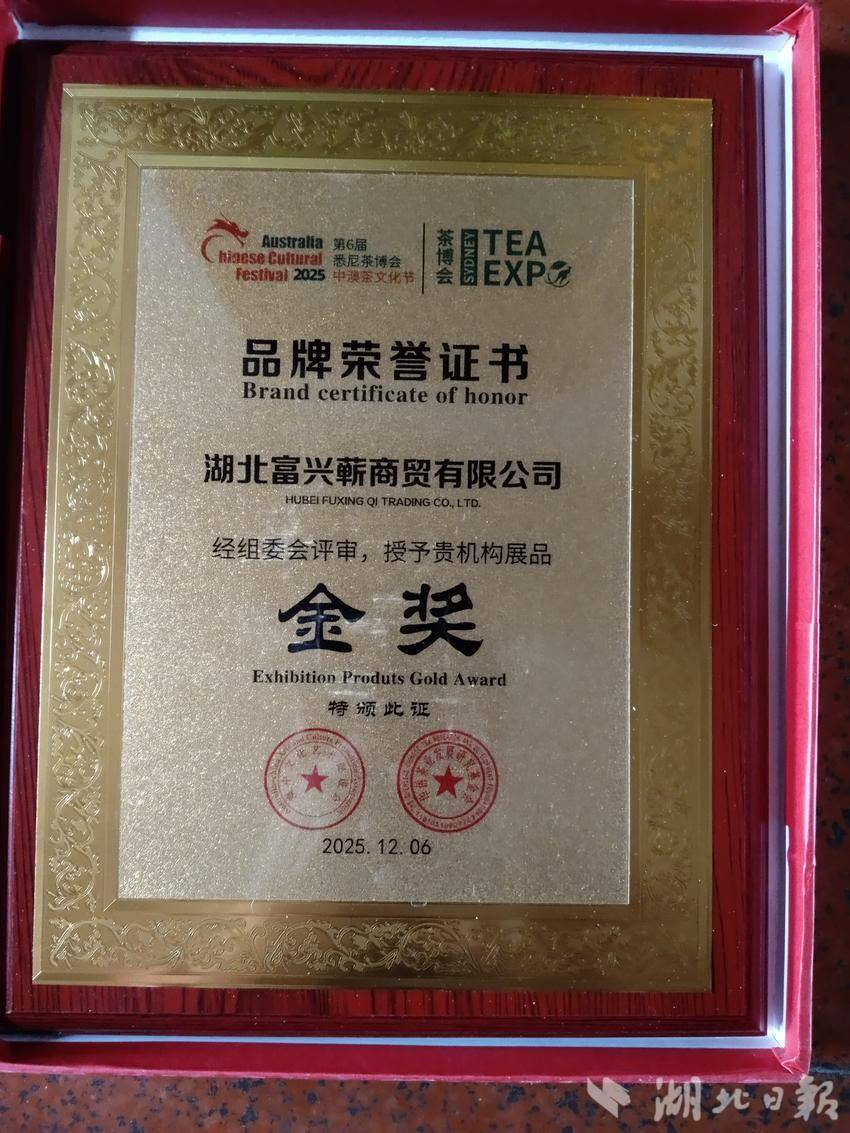 Australia
Chinese Cultural
Festival 2025
第6届
悉尼茶博会
中澳茶文化节
茶博会
SYDNEY
TEA
EXPO
品牌荣誉证书
Brand certificate of honor
湖北富兴蕲商贸有限公司
HUBEI FUXING QI TRADING CO., LTD.
经组委会评审，授予贵机构展品
金奖
Exhibition Produts Gold Award
特颁此证
2025.12.06
湖北日报